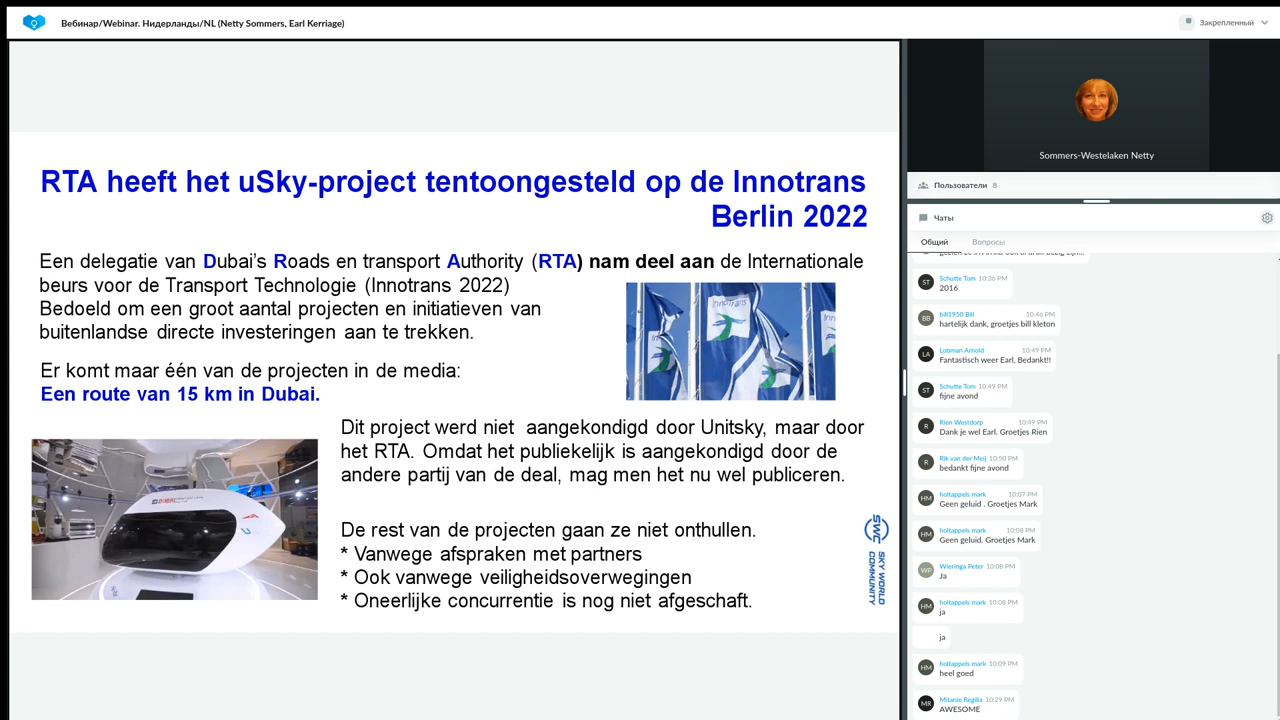 Вебинар/Webinar. Нидерланды/NL (Netty Sommers, Earl Kerriage)
Закрепленный
RTA heeft het uSky-project tentoongesteld op de Innotrans
Berlin 2022
Een delegatie van Dubai's Roads en transport Authority (RTA) nam deel aan de Internationale
beurs voor de Transport Technologie (Innotrans 2022)
Bedoeld om een groot aantal projecten en initiatieven van
buitenlandse directe investeringen aan te trekken.
Er komt maar één van de projecten in de media:
Een route van 15 km in Dubai.
Dit project werd niet aangekondigd door Unitsky, maar door
het RTA. Omdat het publiekelijk is aangekondigd door de
andere partij van de deal, mag men het nu wel publiceren.
De rest van de projecten gaan ze niet onthullen.
* Vanwege afspraken met partners
* Ook vanwege veiligheidsoverwegingen
* Oneerlijke concurrentie is nog niet afgeschaft.
SWC
SKY WORLD
COMMUNITY
InnoTrans
Sommers-Westelaken Netty
Пользователи 8
Чаты
Общий Вопросы
ST
Schutte Tom 10:36 PM
2016
BB
bill1950 Bill 10:46 PM
hartelijk dank, groetjes bill kleton
LA
Lobman Arnold 10:49 PM
Fantastisch weer Earl, Bedankt!!
ST
Schutte Tom 10:49 PM
fijne avond
R
Rien Westdorp 10:49 PM
Dank je wel Earl. Groetjes Rien
R
Rik van der Meij 10:50 PM
bedankt fijne avond
HM
holtappels mark 10:07 PM
Geen geluid . Groetjes Mark
HM
holtappels mark 10:08 PM
Geen geluid. Groetjes Mark
WP
Wieringa Peter 10:08 PM
Ja
HM
holtappels mark 10:08 PM
ja
ja
HM
holtappels mark 10:09 PM
heel goed
MR
Mitanie Regilia 10:29 PM
AWESOME